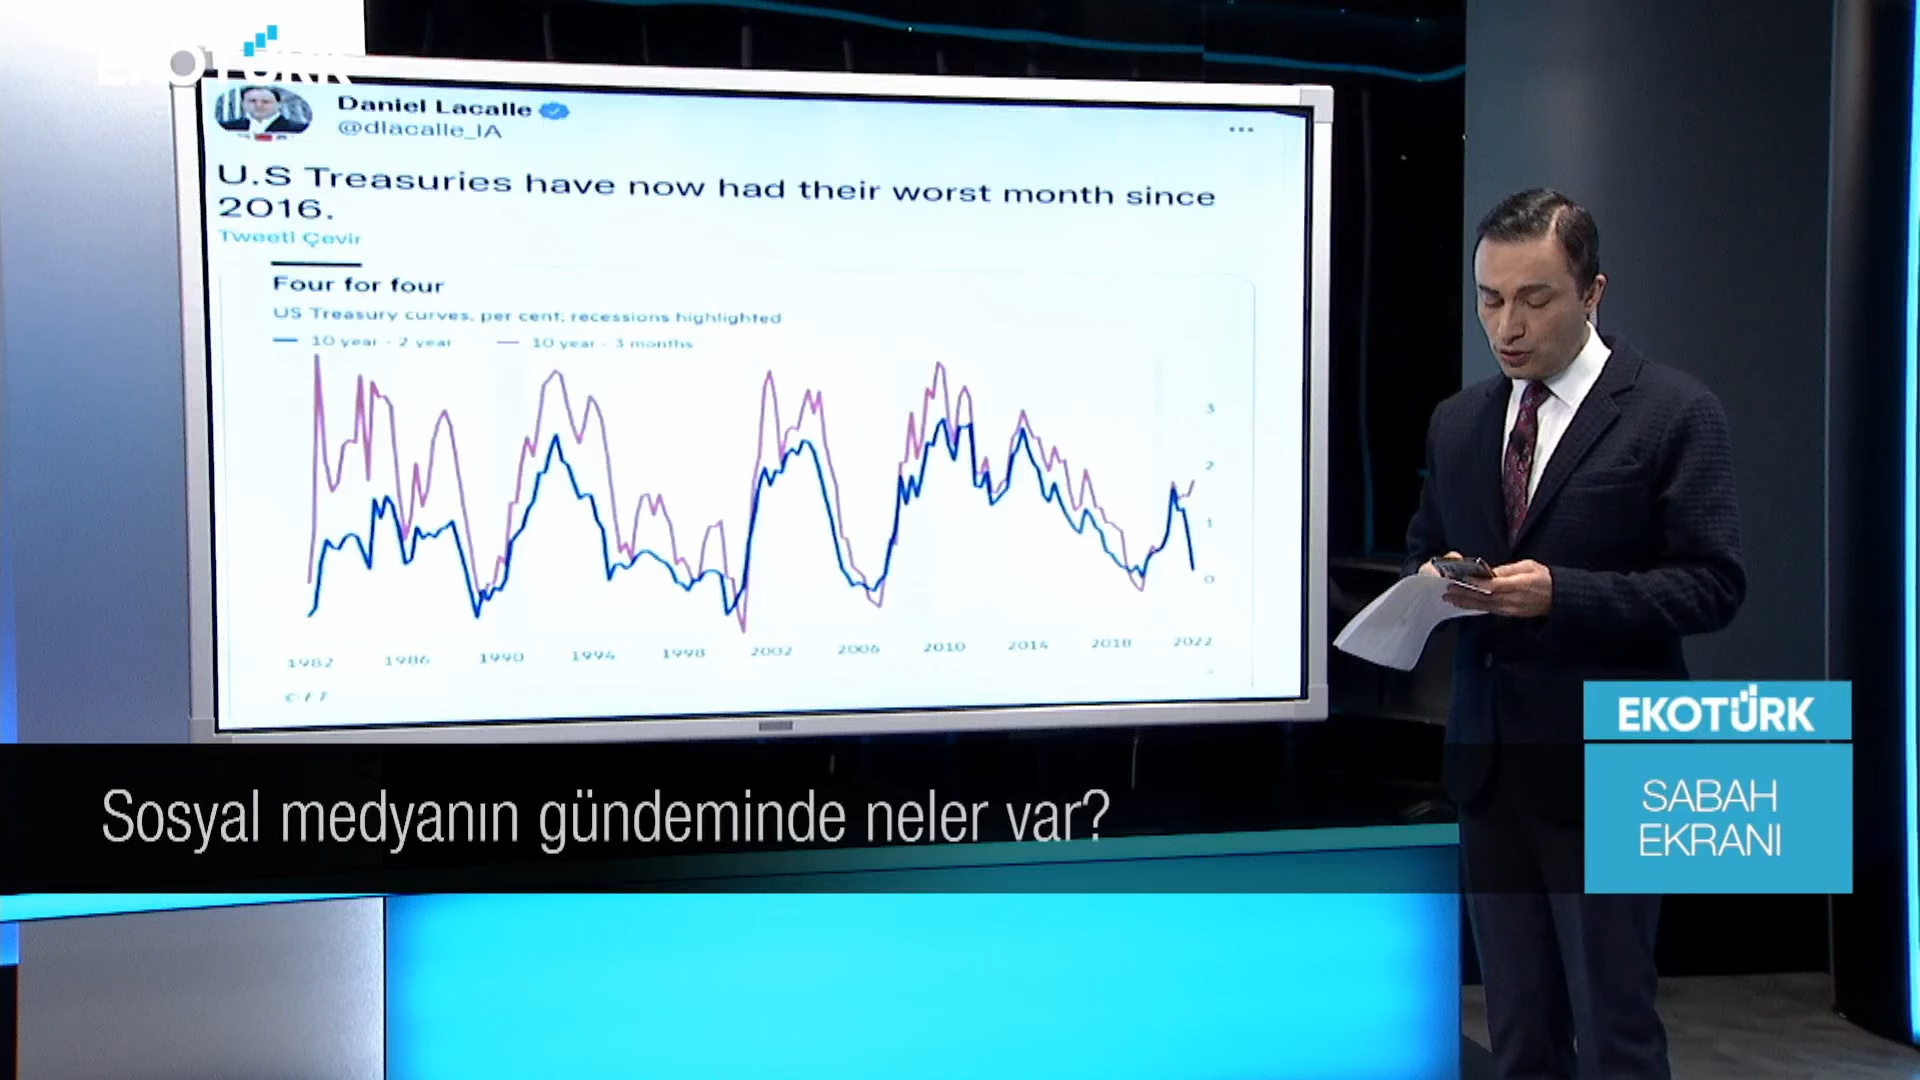 EKOTÜRK
Daniel Lacalle
@dlacalle_IA
U.S Treasuries have now had their worst month since
2016.
Tweeti Çevir
Four for four
US Treasury curves, per cent; recessions highlighted
10 year - 2 year 10 year - 3 months
3
2
1
0
1982 1986 1990 1994 1998 2002 2006 2010 2014 2018 2022
EKOTÜRK
SABAH
EKRANI
Sosyal medyanın gündeminde neler var?